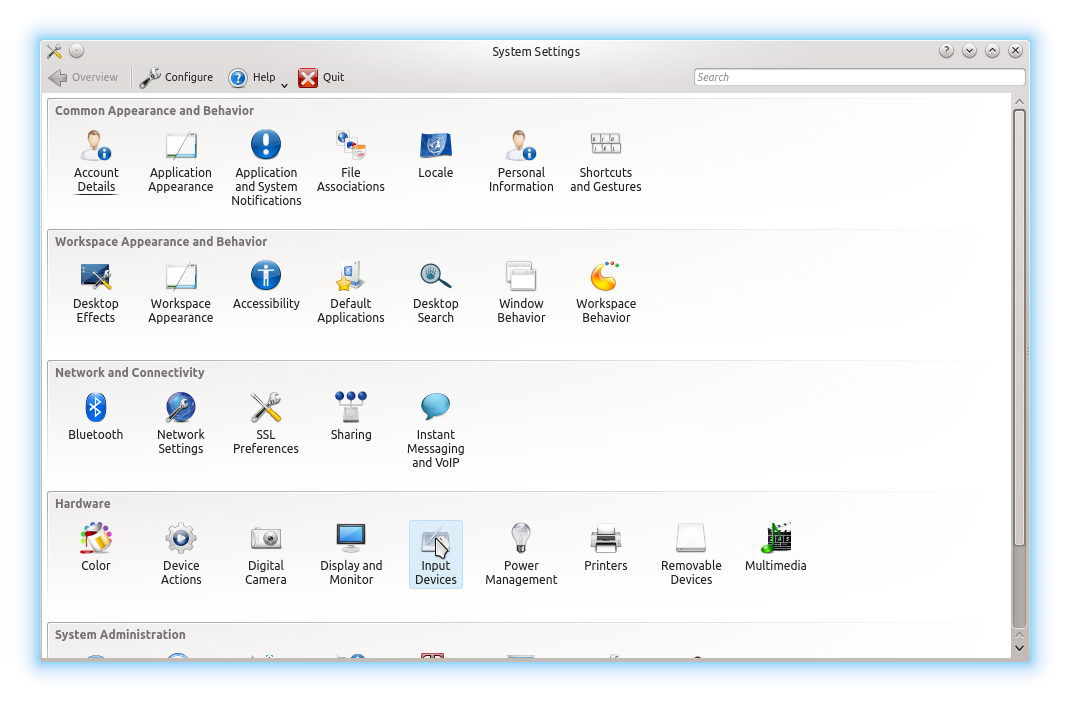 System Settings
Overview Configure Help Quit Search
Common Appearance and Behavior
Account Details
Application Appearance
Application and System Notifications
File Associations
Locale
Personal Information
Shortcuts and Gestures
Workspace Appearance and Behavior
Desktop Effects
Workspace Appearance
Accessibility
Default Applications
Desktop Search
Window Behavior
Workspace Behavior
Network and Connectivity
Bluetooth
Network Settings
SSL Preferences
Sharing
Instant Messaging and VoIP
Hardware
Color
Device Actions
Digital Camera
Display and Monitor
Input Devices
Power Management
Printers
Removable Devices
Multimedia
System Administration